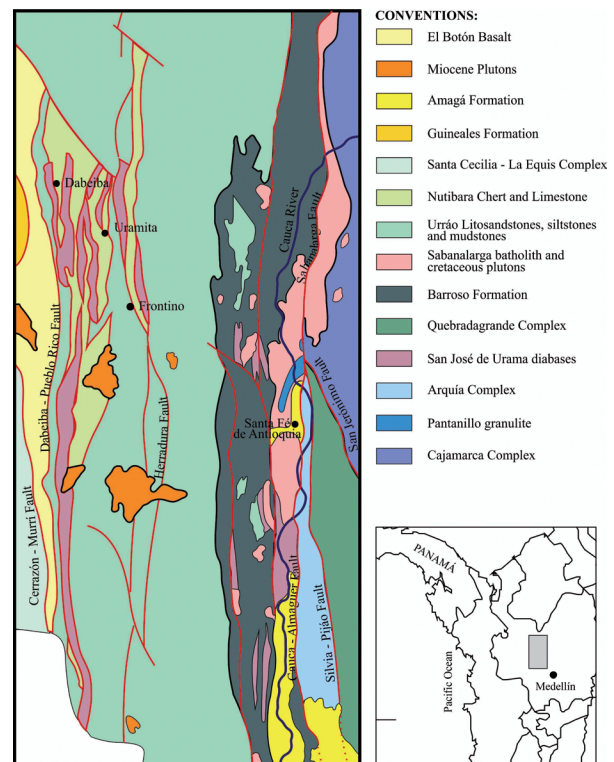 CONVENTIONS:
El Botón Basalt
Miocene Plutons
Amagá Formation
Guineales Formation
Santa Cecilia - La Equis Complex
Nutibara Chert and Limestone
Urráo Litosandstones, siltstones
and mudstones
Sabanalarga batholith and
cretaceous plutons
Barroso Formation
Quebradagrande Complex
San José de Urama diabases
Arquía Complex
Pantanillo granulite
Cajamarca Complex
Dabeiba
Uramita
Frontino
Santa Fé
de Antioquia
Cauca River
Sabanalarga Fault
San Jeronimo Fault
Dabeiba - Pueblo Rico Fault
Herradura Fault
Cerrazón - Murri Fault
Cauca - Almaguer Fault
Silvia - Pijáo Fault
PANAMÁ
Pacific Ocean
Medellín